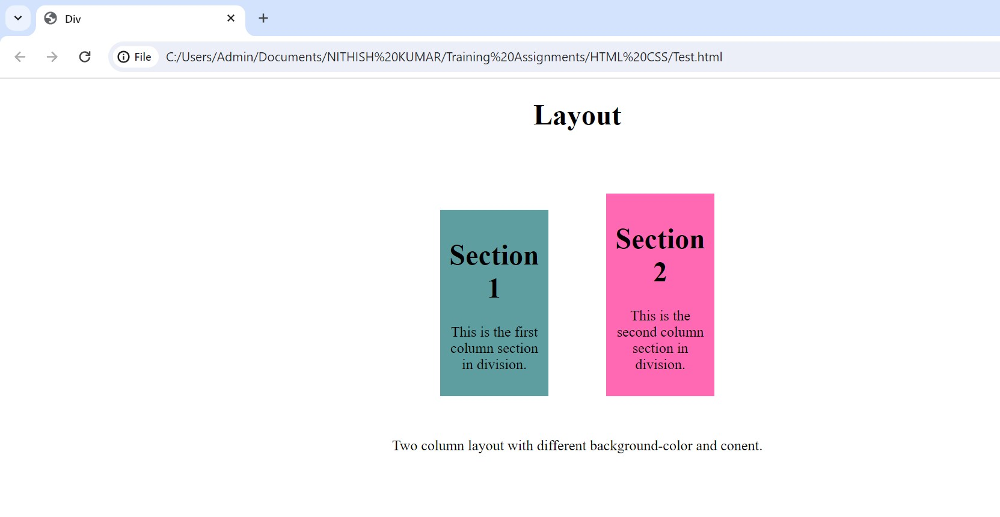 Div
File C:/Users/Admin/Documents/NITHISH%20KUMAR/Training%20Assignments/HTML%20CSS/Test.html
Layout
Section
1
This is the first
column section
in division.
Section
2
This is the
second column
section in
division.
Two column layout with different background-color and conent.